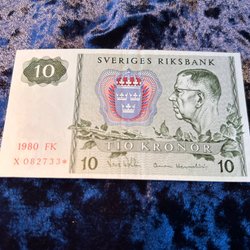 SVERIGES RIKSBANK
10
1980 FK
X 082733*
TIO KRONOR
10
10